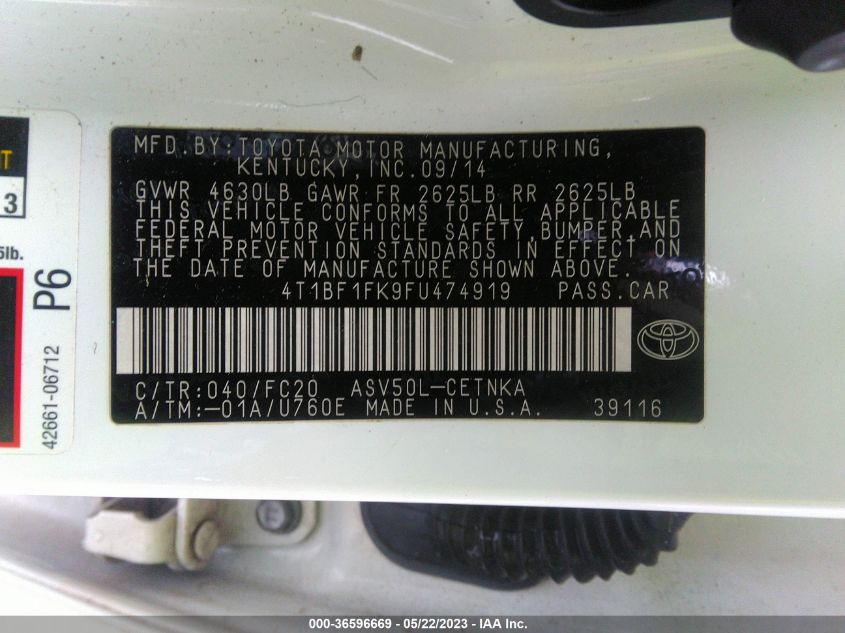 MFD.BY:TOYOTA MOTOR MANUFACTURING,
KENTUCKY, INC.09/14
GVWR 4630LB GAWR FR 2625LB RR 2625LB
THIS VEHICLE CONFORMS TO ALL APPLICABLE
FEDERAL MOTOR VEHICLE SAFETY,BUMPER,AND
THEFT PREVENTION STANDARDS IN EFFECT ON
THE DATE OF MANUFACTURE SHOWN ABOVE.
4T1BF1FK9FU474919 PASS.CAR
C/TR:040/FC20 ASV50L-CETNKA
A/TM:-01A/U760E MADE IN U.S.A. 39116
3
5lb.
P6
42661-06712
000-36596669 - 05/22/2023 - IAA Inc.